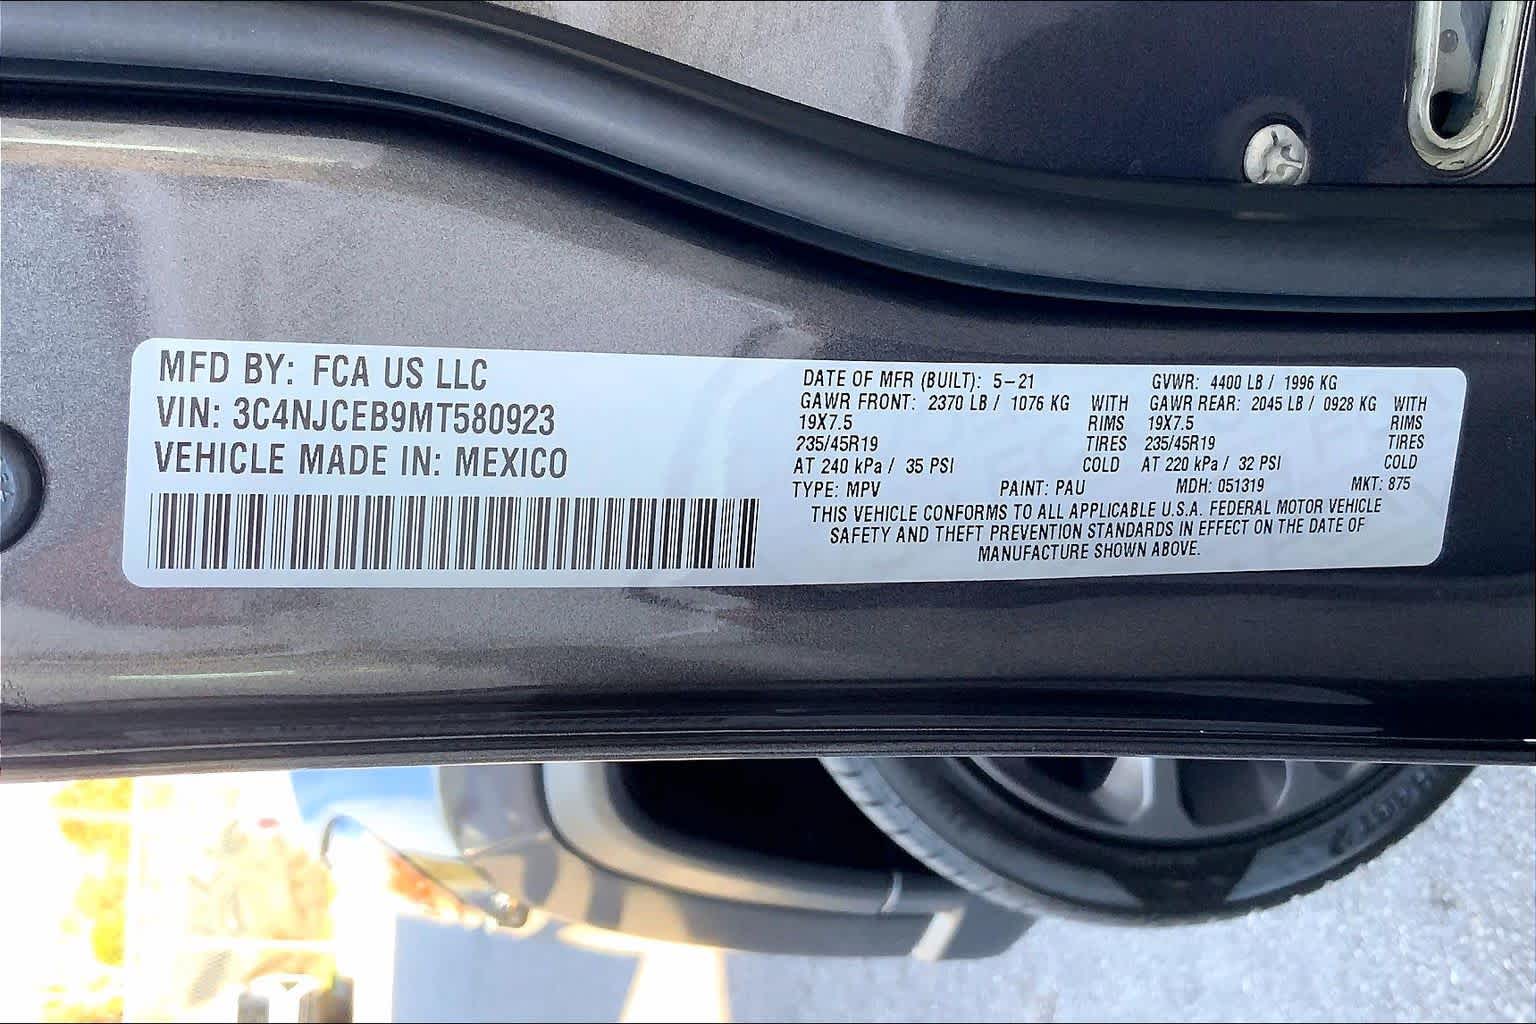 MFD BY: FCA US LLC
VIN: 3C4NJCEB9MT580923
VEHICLE MADE IN: MEXICO
DATE OF MFR (BUILT): 5-21 GVWR: 4400 LB / 1996 KG
GAWR FRONT: 2370 LB / 1076 KG WITH GAWR REAR: 2045 LB / 0928 KG WITH
19X7.5 RIMS 19X7.5 RIMS
235/45R19 TIRES 235/45R19 TIRES
AT 240 kPa / 35 PSI COLD AT 220 kPa / 32 PSI COLD
TYPE: MPV PAINT: PAU MDH: 051319 MKT: 875
THIS VEHICLE CONFORMS TO ALL APPLICABLE U.S.A. FEDERAL MOTOR VEHICLE
SAFETY AND THEFT PREVENTION STANDARDS IN EFFECT ON THE DATE OF
MANUFACTURE SHOWN ABOVE.